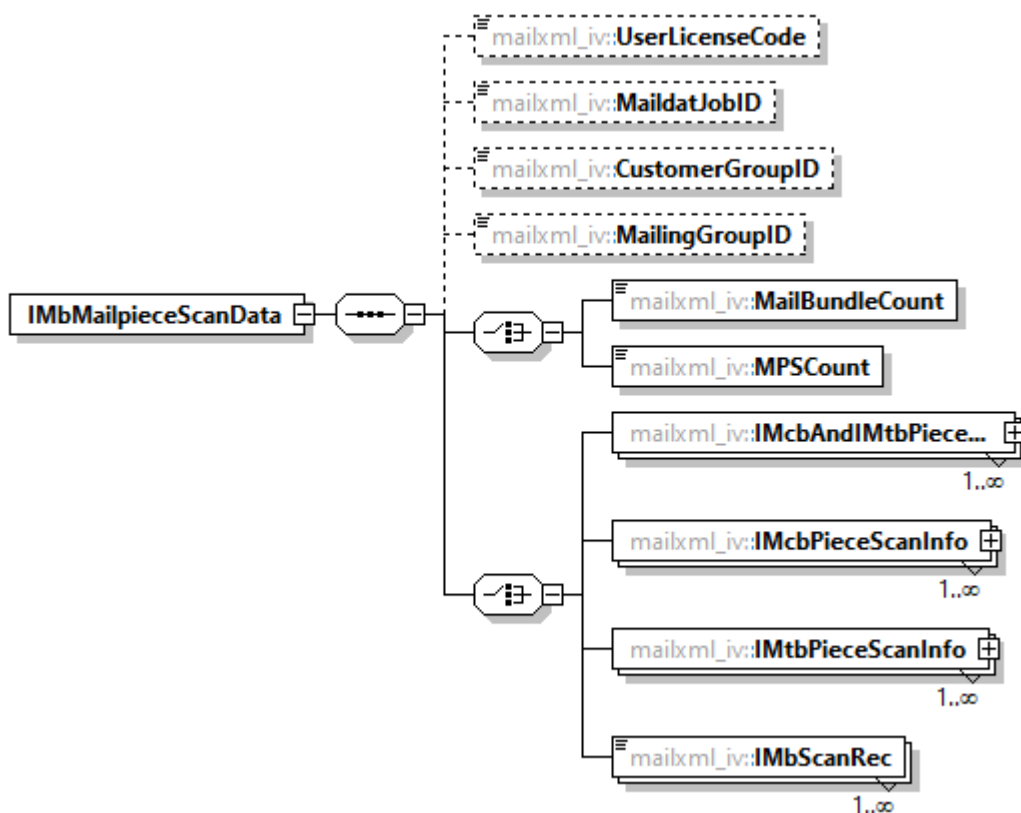 mailxml_iv::UserLicenseCode
mailxml_iv::MaildatJobID
mailxml_iv::CustomerGroupID
mailxml_iv::MailingGroupID
IMbMailpieceScanData
mailxml_iv::MailBundleCount
mailxml_iv::MPSCount
mailxml_iv::IMcbAndIMtbPiece...
1..∞
mailxml_iv::IMcbPieceScanInfo
1..∞
mailxml_iv::IMtbPieceScanInfo
1..∞
mailxml_iv::IMbScanRec
1..∞